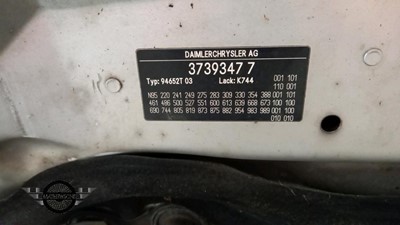 DAIMLERCHRYSLER AG
3739347 7
Typ: 94652T 03 Lack: K744
001 101
110 001
N95 220 241 249 275 283 309 330 354 388 001 101
461 486 500 527 551 600 613 639 668 673 100 100
690 744 805 819 873 875 882 954 983 989 001 001
010 010